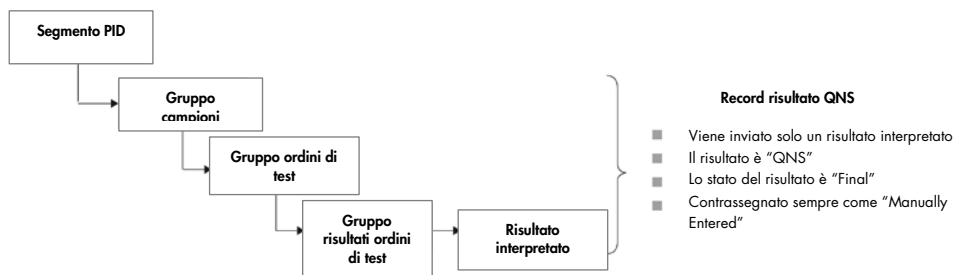 Segmento PID
Gruppo
campioni
Gruppo ordini di
test
Gruppo
risultati ordini
di test
Risultato
interpretato
Record risultato QNS
Viene inviato solo un risultato interpretato
Il risultato è “QNS”
Lo stato del risultato è “Final”
Contrassegnato sempre come “Manually
Entered”